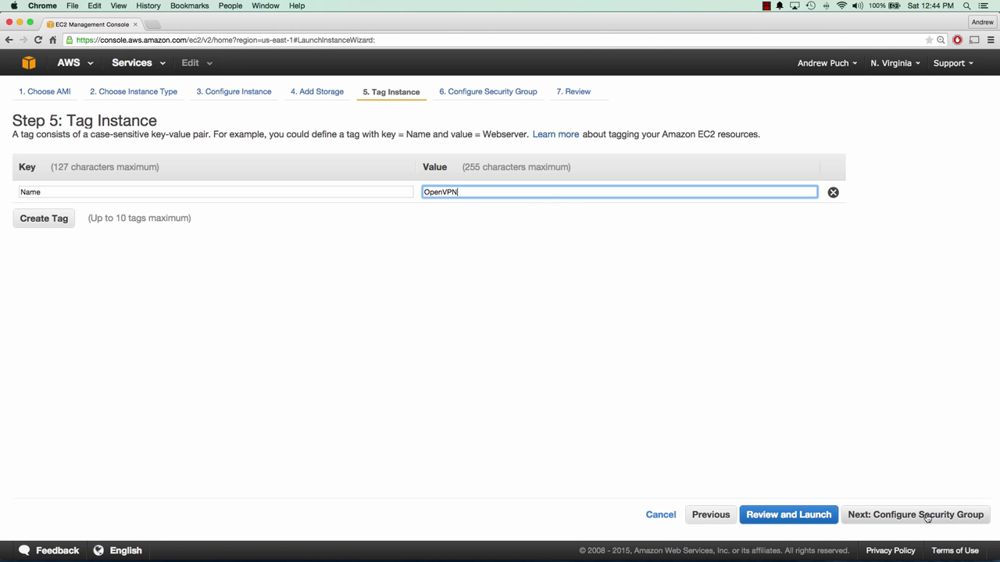 Chrome File Edit View History Bookmarks People Window Help 100% Sat 12:44 PM
EC2 Management Console Andrew
https://console.aws.amazon.com/ec2/v2/home?region=us-east-1#LaunchInstanceWizard:
AWS Services Edit Andrew Puch N. Virginia Support
1. Choose AMI 2. Choose Instance Type 3. Configure Instance 4. Add Storage 5. Tag Instance 6. Configure Security Group 7. Review
Step 5: Tag Instance
A tag consists of a case-sensitive key-value pair. For example, you could define a tag with key = Name and value = Webserver. Learn more about tagging your Amazon EC2 resources.
Key (127 characters maximum) Value (255 characters maximum)
Name OpenVPN
Create Tag (Up to 10 tags maximum)
Cancel Previous Review and Launch Next: Configure Security Group
Feedback English © 2008 - 2015, Amazon Web Services, Inc. or its affiliates. All rights reserved. Privacy Policy Terms of Use